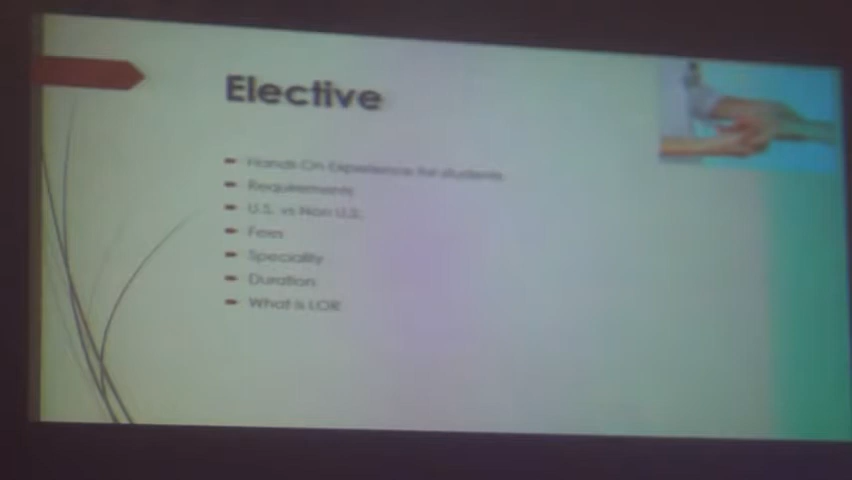 Elective
Hands On Experience for students
Requirements
U.S. vs Non U.S.
Fees
Speciality
Duration
What is LOR